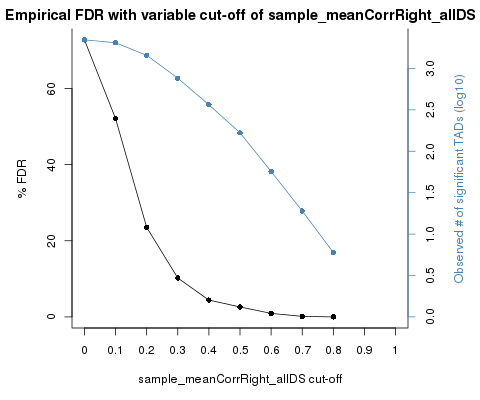 Empirical FDR with variable cut-off of sample_meanCorrRight_allDS
% FDR
60
40
20
0
3.0
2.5
2.0
1.5
1.0
0.5
0.0
Observed # of significant TADs (log10)
0 0.1 0.2 0.3 0.4 0.5 0.6 0.7 0.8 0.9 1
sample_meanCorrRight_allDS cut-off